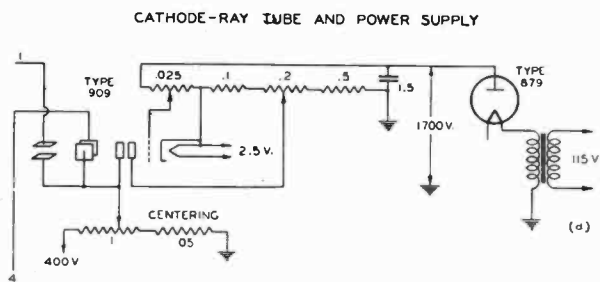 CATHODE-RAY TUBE AND POWER SUPPLY
1
TYPE
909
.025
.1
.2
.5
1.5
TYPE
879
1700 V.
2.5 V.
115 V
CENTERING
.1
05
400 V
(d)
4